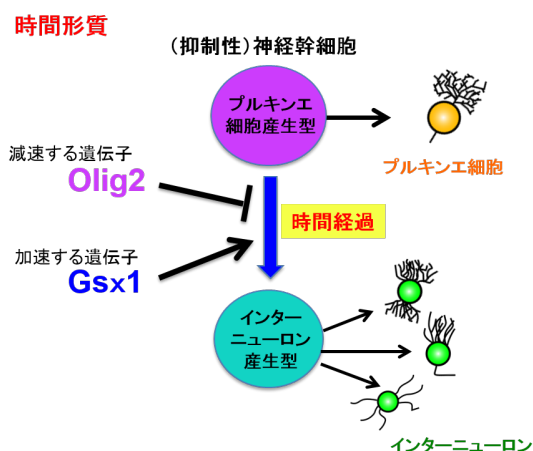 時間形質
（抑制性）神経幹細胞
プルキンエ
細胞産生型
プルキンエ細胞
減速する遺伝子
Olig2
時間経過
加速する遺伝子
Gsx1
インター
ニューロン
産生型
インターニューロン